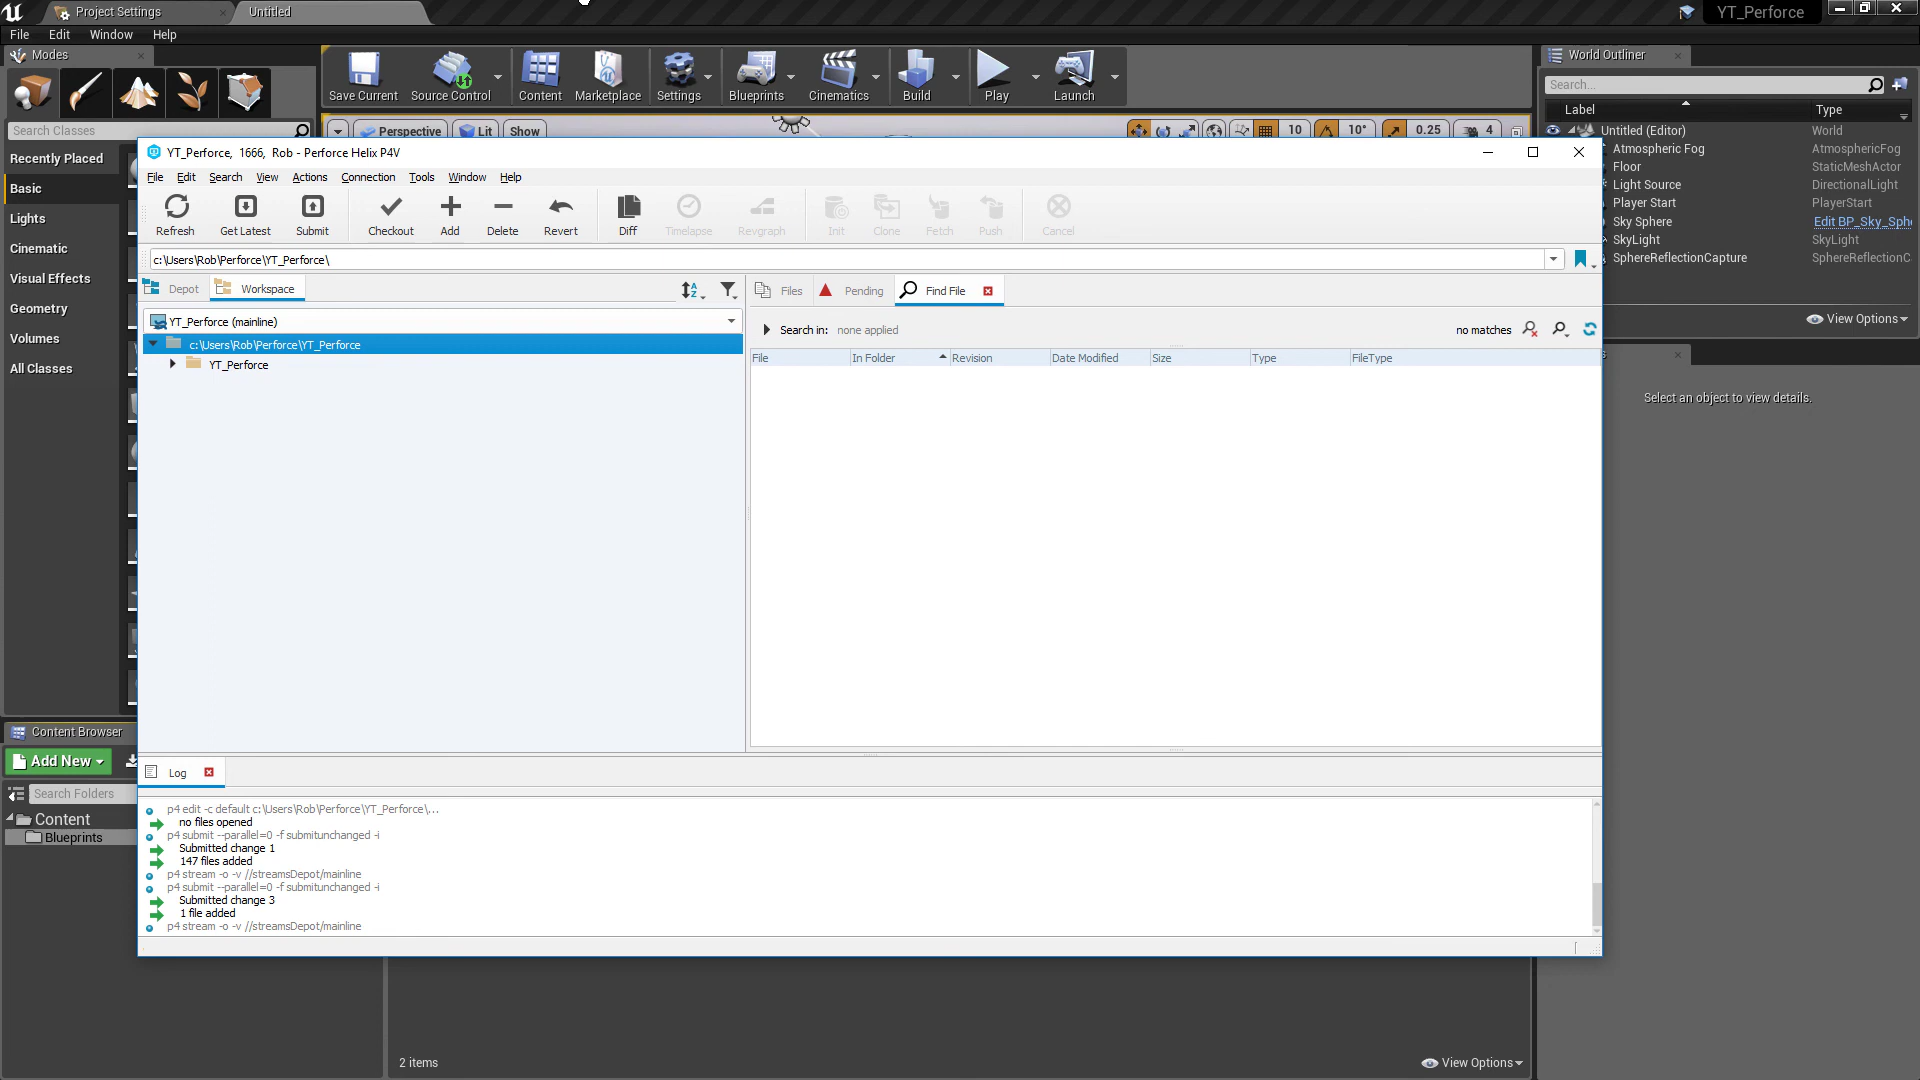 Project Settings
Untitled
YT_Perforce
File Edit Window Help
Modes
World Outliner
Save Current
Source Control
Content
Marketplace
Settings
Blueprints
Cinematics
Build
Play
Launch
Search...
Label
Type
Search Classes
Perspective
Lit
Show
10
10°
0.25
4
Untitled (Editor) World
Atmospheric Fog AtmosphericFog
Floor StaticMeshActor
Light Source DirectionalLight
Player Start PlayerStart
Sky Sphere Edit BP_Sky_Sphe
SkyLight SkyLight
SphereReflectionCapture SphereReflectionC
View Options
Select an object to view details.
Recently Placed
Basic
Lights
Cinematic
Visual Effects
Geometry
Volumes
All Classes
YT_Perforce, 1666, Rob - Perforce Helix P4V
File Edit Search View Actions Connection Tools Window Help
Refresh
Get Latest
Submit
Checkout
Add
Delete
Revert
Diff
Timelapse
Revgraph
Init
Clone
Fetch
Push
Cancel
c:\Users\Rob\Perforce\YT_Perforce\
Depot
Workspace
Files
Pending
Find File
YT_Perforce (mainline)
c:\Users\Rob\Perforce\YT_Perforce
YT_Perforce
Search in: none applied
no matches
File
In Folder
Revision
Date Modified
Size
Type
FileType
Log
p4 edit -c default c:\Users\Rob\Perforce\YT_Perforce\...
no files opened
p4 submit --parallel=0 -f submitunchanged -i
Submitted change 1
147 files added
p4 stream -o -v //streamsDepot/mainline
p4 submit --parallel=0 -f submitunchanged -i
Submitted change 3
1 file added
p4 stream -o -v //streamsDepot/mainline
Content Browser
Add New
Search Folders
Content
Blueprints
2 items
View Options